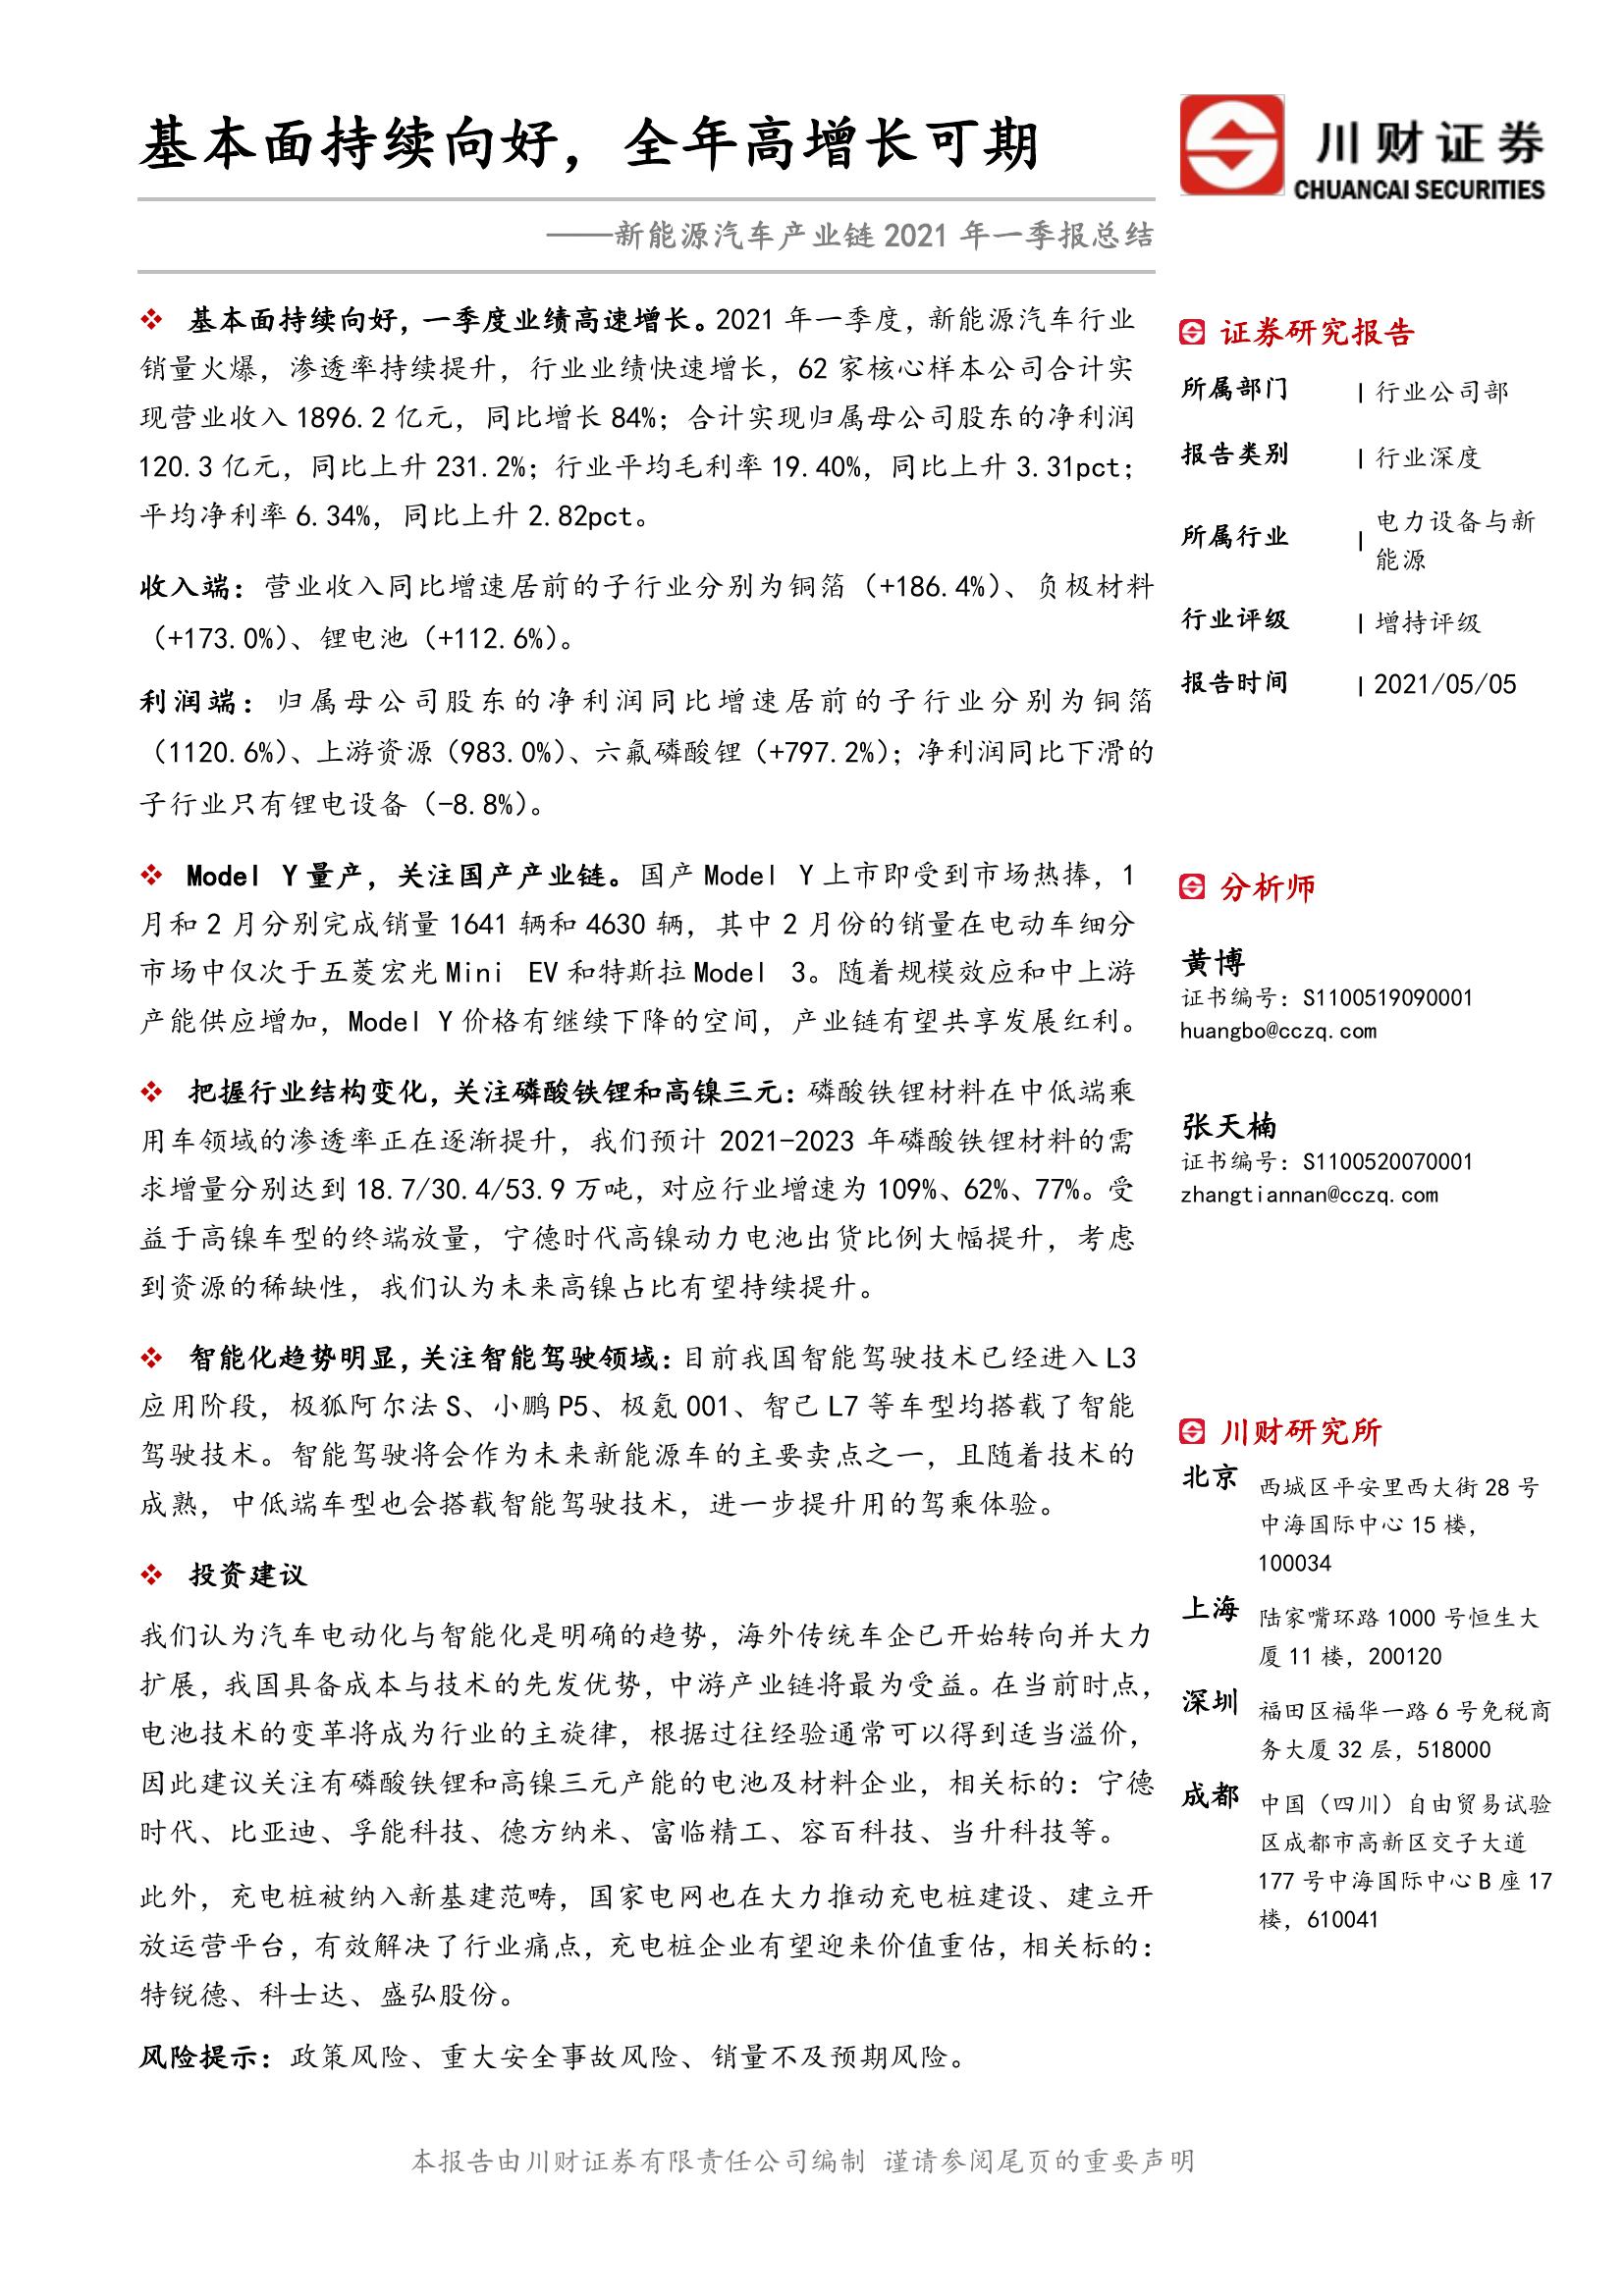 基本面持续向好，全年高增长可期
——新能源汽车产业链 2021 年一季报总结
❖ 基本面持续向好，一季度业绩高速增长。2021 年一季度，新能源汽车行业
销量火爆，渗透率持续提升，行业业绩快速增长，62 家核心样本公司合计实
现营业收入 1896.2 亿元，同比增长 84%；合计实现归属母公司股东的净利润
120.3 亿元，同比上升 231.2%；行业平均毛利率 19.40%，同比上升 3.31pct；
平均净利率 6.34%，同比上升 2.82pct。
收入端：营业收入同比增速居前的子行业分别为铜箔（+186.4%）、负极材料
（+173.0%）、锂电池（+112.6%）。
利润端：归属母公司股东的净利润同比增速居前的子行业分别为铜箔
（1120.6%）、上游资源（983.0%）、六氟磷酸锂（+797.2%）；净利润同比下滑的
子行业只有锂电设备（-8.8%）。
❖ Model Y 量产，关注国产产业链。国产 Model Y 上市即受到市场热捧，1
月和 2 月分别完成销量 1641 辆和 4630 辆，其中 2 月份的销量在电动车细分
市场中仅次于五菱宏光 Mini EV 和特斯拉 Model 3。随着规模效应和中上游
产能供应增加，Model Y 价格有继续下降的空间，产业链有望共享发展红利。
❖ 把握行业结构变化，关注磷酸铁锂和高镍三元：磷酸铁锂材料在中低端乘
用车领域的渗透率正在逐渐提升，我们预计 2021-2023 年磷酸铁锂材料的需
求增量分别达到 18.7/30.4/53.9 万吨，对应行业增速为 109%、62%、77%。受
益于高镍车型的终端放量，宁德时代高镍动力电池出货比例大幅提升，考虑
到资源的稀缺性，我们认为未来高镍占比有望持续提升。
❖ 智能化趋势明显，关注智能驾驶领域：目前我国智能驾驶技术已经进入 L3
应用阶段，极狐阿尔法 S、小鹏 P5、极氪 001、智己 L7 等车型均搭载了智能
驾驶技术。智能驾驶将会作为未来新能源车的主要卖点之一，且随着技术的
成熟，中低端车型也会搭载智能驾驶技术，进一步提升用的驾乘体验。
❖ 投资建议
我们认为汽车电动化与智能化是明确的趋势，海外传统车企已开始转向并大力
扩展，我国具备成本与技术的先发优势，中游产业链将最为受益。在当前时点，
电池技术的变革将成为行业的主旋律，根据过往经验通常可以得到适当溢价，
因此建议关注有磷酸铁锂和高镍三元产能的电池及材料企业，相关标的：宁德
时代、比亚迪、孚能科技、德方纳米、富临精工、容百科技、当升科技等。
此外，充电桩被纳入新基建范畴，国家电网也在大力推动充电桩建设、建立开
放运营平台，有效解决了行业痛点，充电桩企业有望迎来价值重估，相关标的：
特锐德、科士达、盛弘股份。
风险提示：政策风险、重大安全事故风险、销量不及预期风险。
川财证券
CHUANCAI SECURITIES
证券研究报告
所属部门 | 行业公司部
报告类别 | 行业深度
所属行业 | 电力设备与新
能源
行业评级 | 增持评级
报告时间 | 2021/05/05
分析师
黄博
证书编号：S1100519090001
huangbo@cczq.com
张天楠
证书编号：S1100520070001
zhangtiannan@cczq.com
川财研究所
北京 西城区平安里西大街 28 号
中海国际中心 15 楼，
100034
上海 陆家嘴环路 1000 号恒生大
厦 11 楼，200120
深圳 福田区福华一路 6 号免税商
务大厦 32 层，518000
成都 中国（四川）自由贸易试验
区成都市高新区交子大道
177 号中海国际中心 B 座 17
楼，610041
本报告由川财证券有限责任公司编制 谨请参阅尾页的重要声明